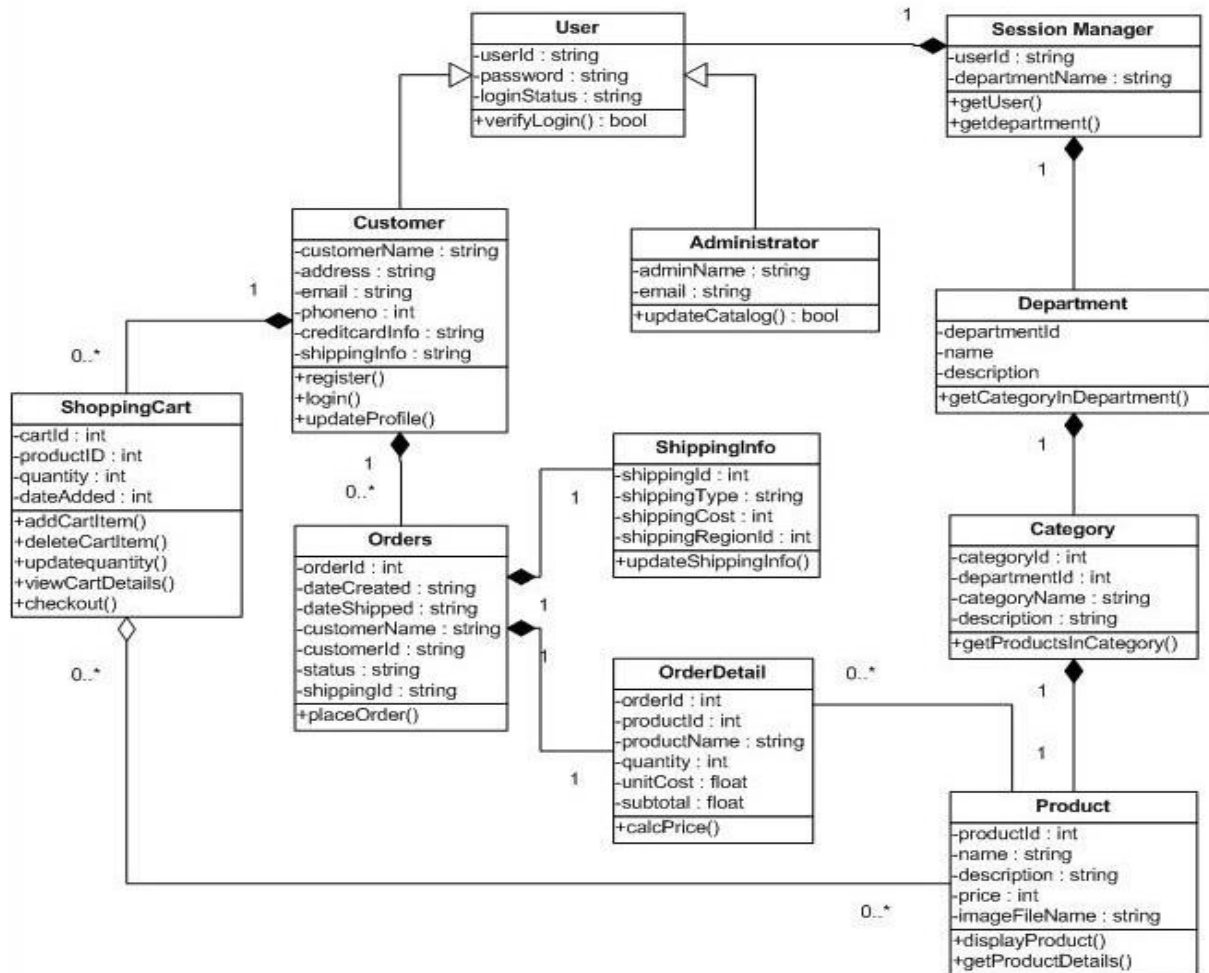 User
-userId : string
-password : string
-loginStatus : string
+verifyLogin() : bool
1
Session Manager
-userId : string
-departmentName : string
+getUser()
+getdepartment()
1
Customer
-customerName : string
-address : string
-email : string
-phoneno : int
-creditcardInfo : string
-shippingInfo : string
+register()
+login()
+updateProfile()
1
0..*
1
0..*
Administrator
-adminName : string
-email : string
+updateCatalog() : bool
Department
-departmentId
-name
-description
+getCategoryInDepartment()
1
ShoppingCart
-cartId : int
-productID : int
-quantity : int
-dateAdded : int
+addCartItem()
+deleteCartItem()
+updatequantity()
+viewCartDetails()
+checkout()
0..*
ShippingInfo
-shippingId : int
-shippingType : string
-shippingCost : int
-shippingRegionId : int
+updateShippingInfo()
1
1
Orders
-orderId : int
-dateCreated : string
-dateShipped : string
-customerName : string
-customerId : string
-status : string
-shippingId : string
+placeOrder()
1
1
Category
-categoryId : int
-departmentId : int
-categoryName : string
-description : string
+getProductsInCategory()
1
1
OrderDetail
-orderId : int
-productId : int
-productName : string
-quantity : int
-unitCost : float
-subtotal : float
+calcPrice()
0..*
Product
-productId : int
-name : string
-description : string
-price : int
-imageFileName : string
+displayProduct()
+getProductDetails()
0..*